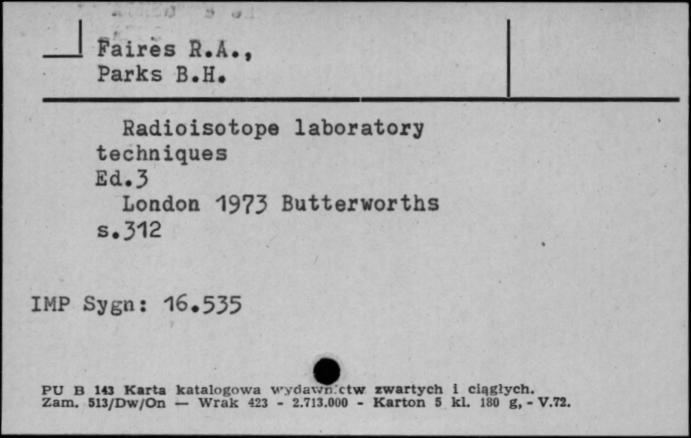 Faires R.A.,
Parks B.H.
Radioisotope laboratory
techniques
Ed.3
London 1973 Butterworths
s.312
IMP Sygn: 16.535
PU B 143 Karta katalogowa wydawnictw zwartych i ciągłych.
Zam. 513/Dw/On — Wrak 423 - 2.713.000 - Karton 5 kl. 180 g, - V.72.